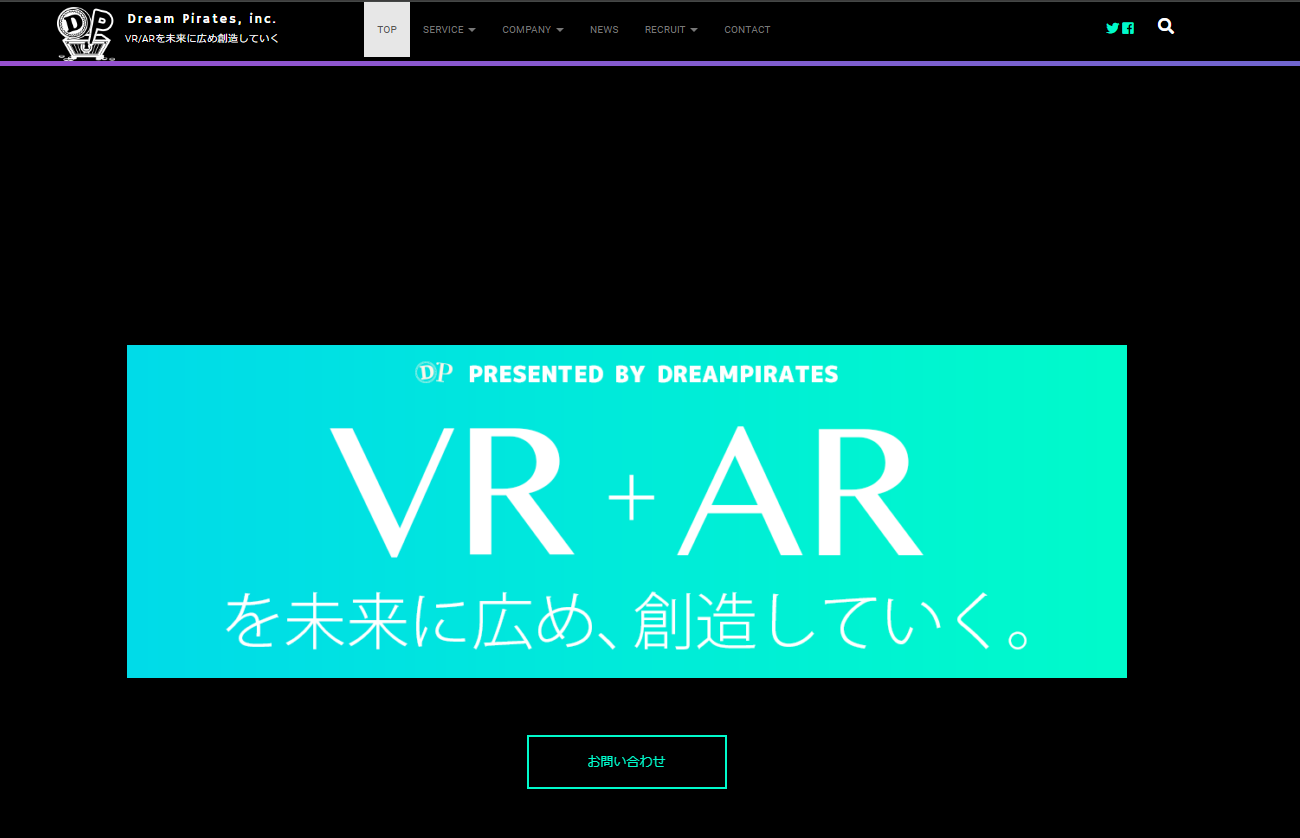 Dream Pirates, inc.
VR/ARを未来に広め創造していく
TOP SERVICE COMPANY NEWS RECRUIT CONTACT
DP PRESENTED BY DREAMPIRATES
VR + AR
を未来に広め、創造していく。
お問い合わせ